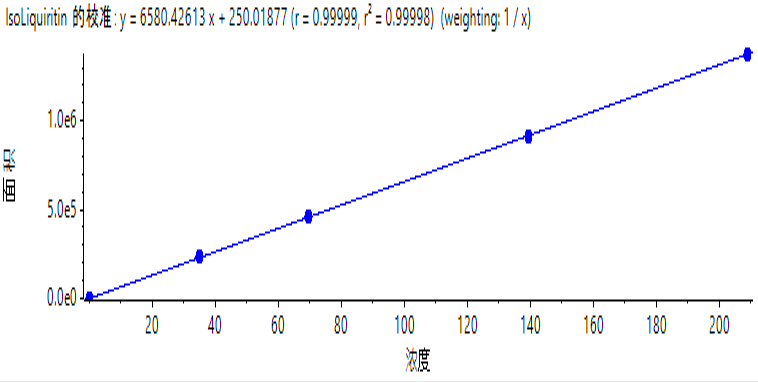 IsoLiquiritin 的校准: y = 6580.42613 x + 250.01877 (r = 0.99999, r² = 0.99998) (weighting: 1 / x)
1.0e6
5.0e5
0.0e0
面 积
20 40 60 80 100 120 140 160 180 200
浓度